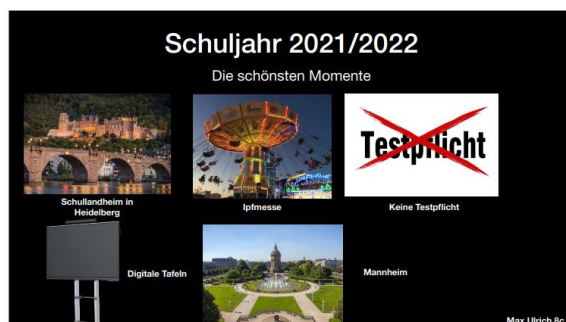 Schuljahr 2021/2022
Die schönsten Momente
Testpflicht
Schullandheim in
Heidelberg
Ipfmesse
Keine Testpflicht
Digitale Tafeln
Mannheim
Max Ulrich 8c